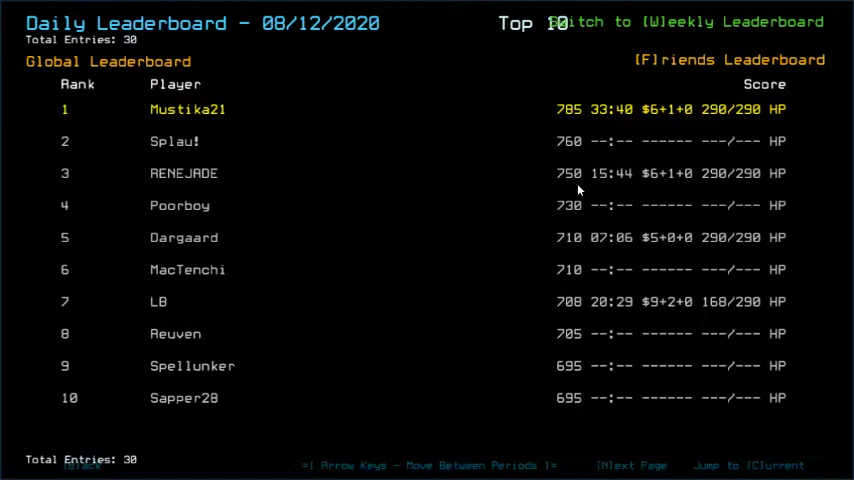 Daily Leaderboard - 08/12/2020 Top 10 Switch to [W]eekly Leaderboard
Total Entries: 30
Global Leaderboard [F]riends Leaderboard
Rank Player Score
1 Mustika21 785 33:40 $6+1+0 290/290 HP
2 Splau! 760 --:-- ------ ---/--- HP
3 RENEJADE 750 15:44 $6+1+0 290/290 HP
4 Poorboy 730 --:-- ------ ---/--- HP
5 Dargaard 710 07:06 $5+0+0 290/290 HP
6 MacTenchi 710 --:-- ------ ---/--- HP
7 LB 708 20:29 $9+2+0 168/290 HP
8 Reuven 705 --:-- ------ ---/--- HP
9 Spellunker 695 --:-- ------ ---/--- HP
10 Sapper28 695 --:-- ------ ---/--- HP
Total Entries: 30
[B]ack =[ Arrow Keys - Move Between Periods ]= [N]ext Page Jump to [C]urrent